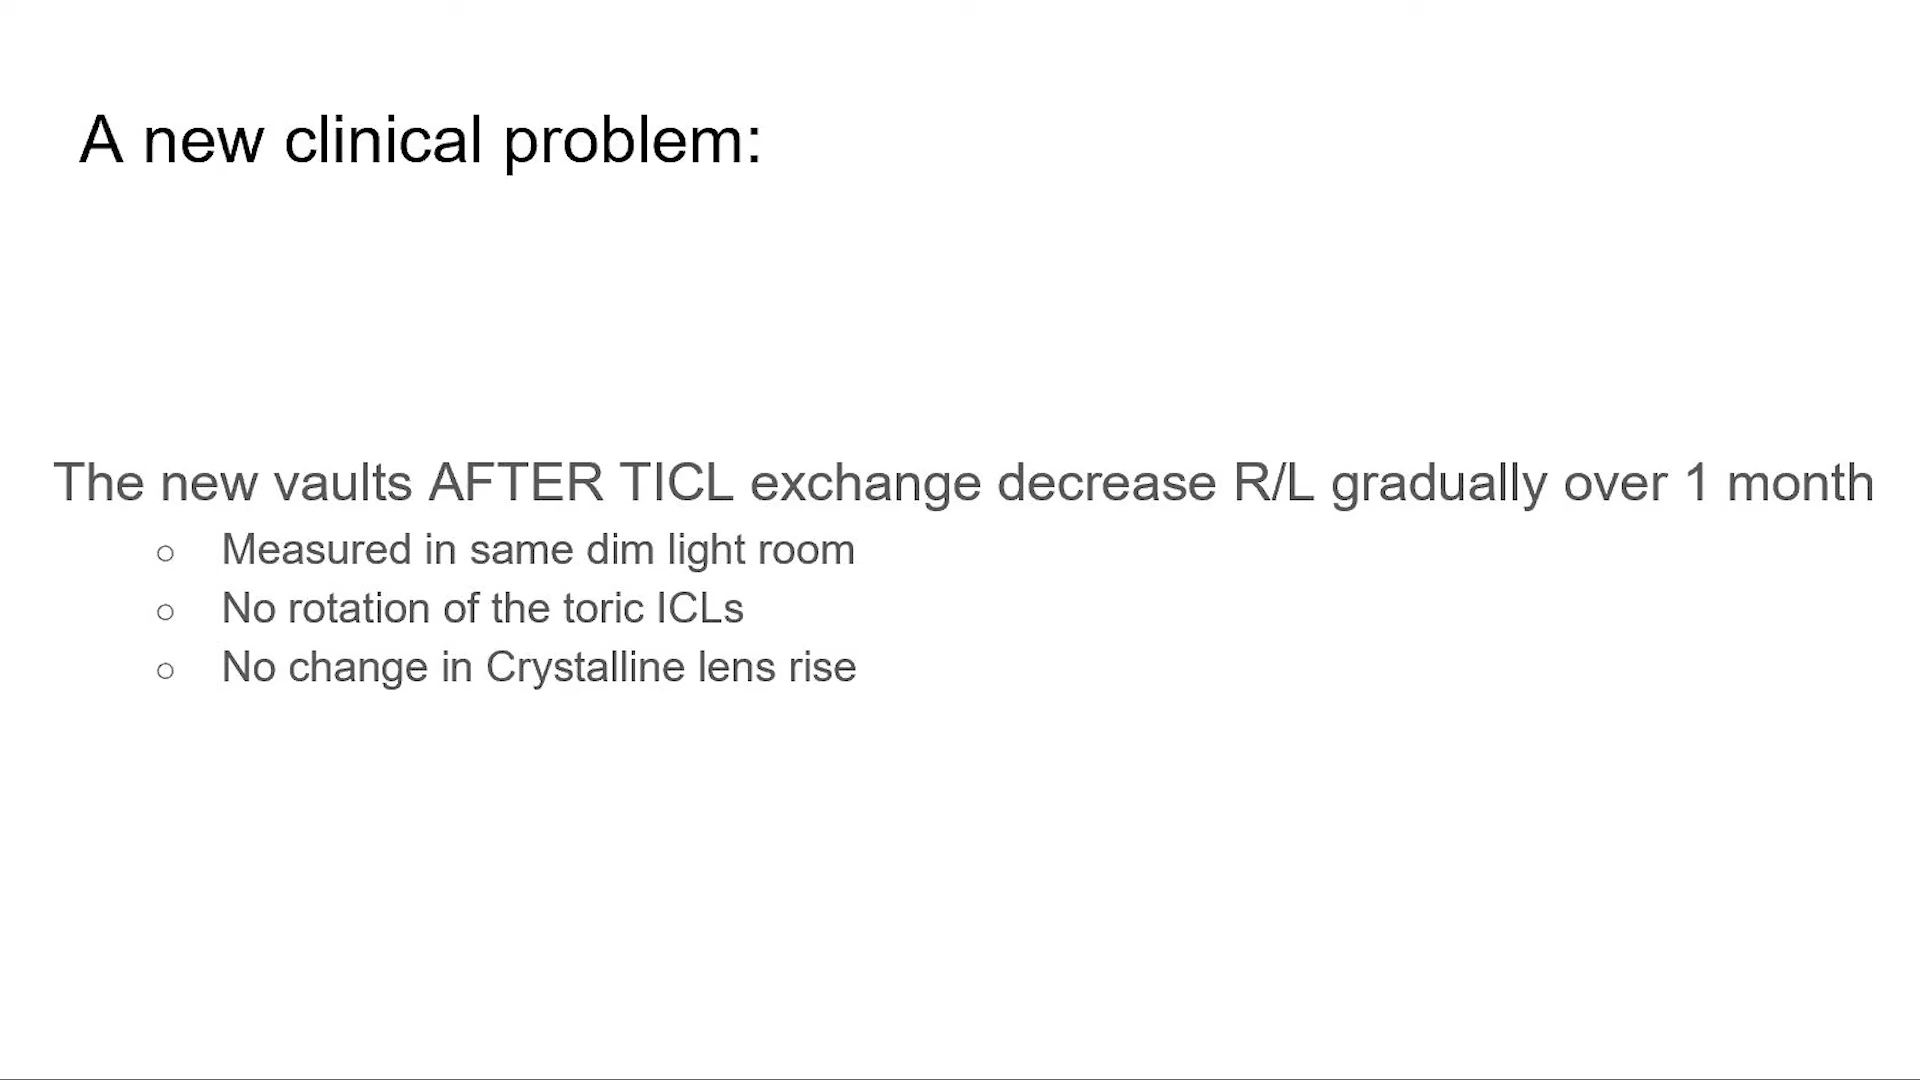 A new clinical problem:
The new vaults AFTER TICL exchange decrease R/L gradually over 1 month
○ Measured in same dim light room
○ No rotation of the toric ICLs
○ No change in Crystalline lens rise